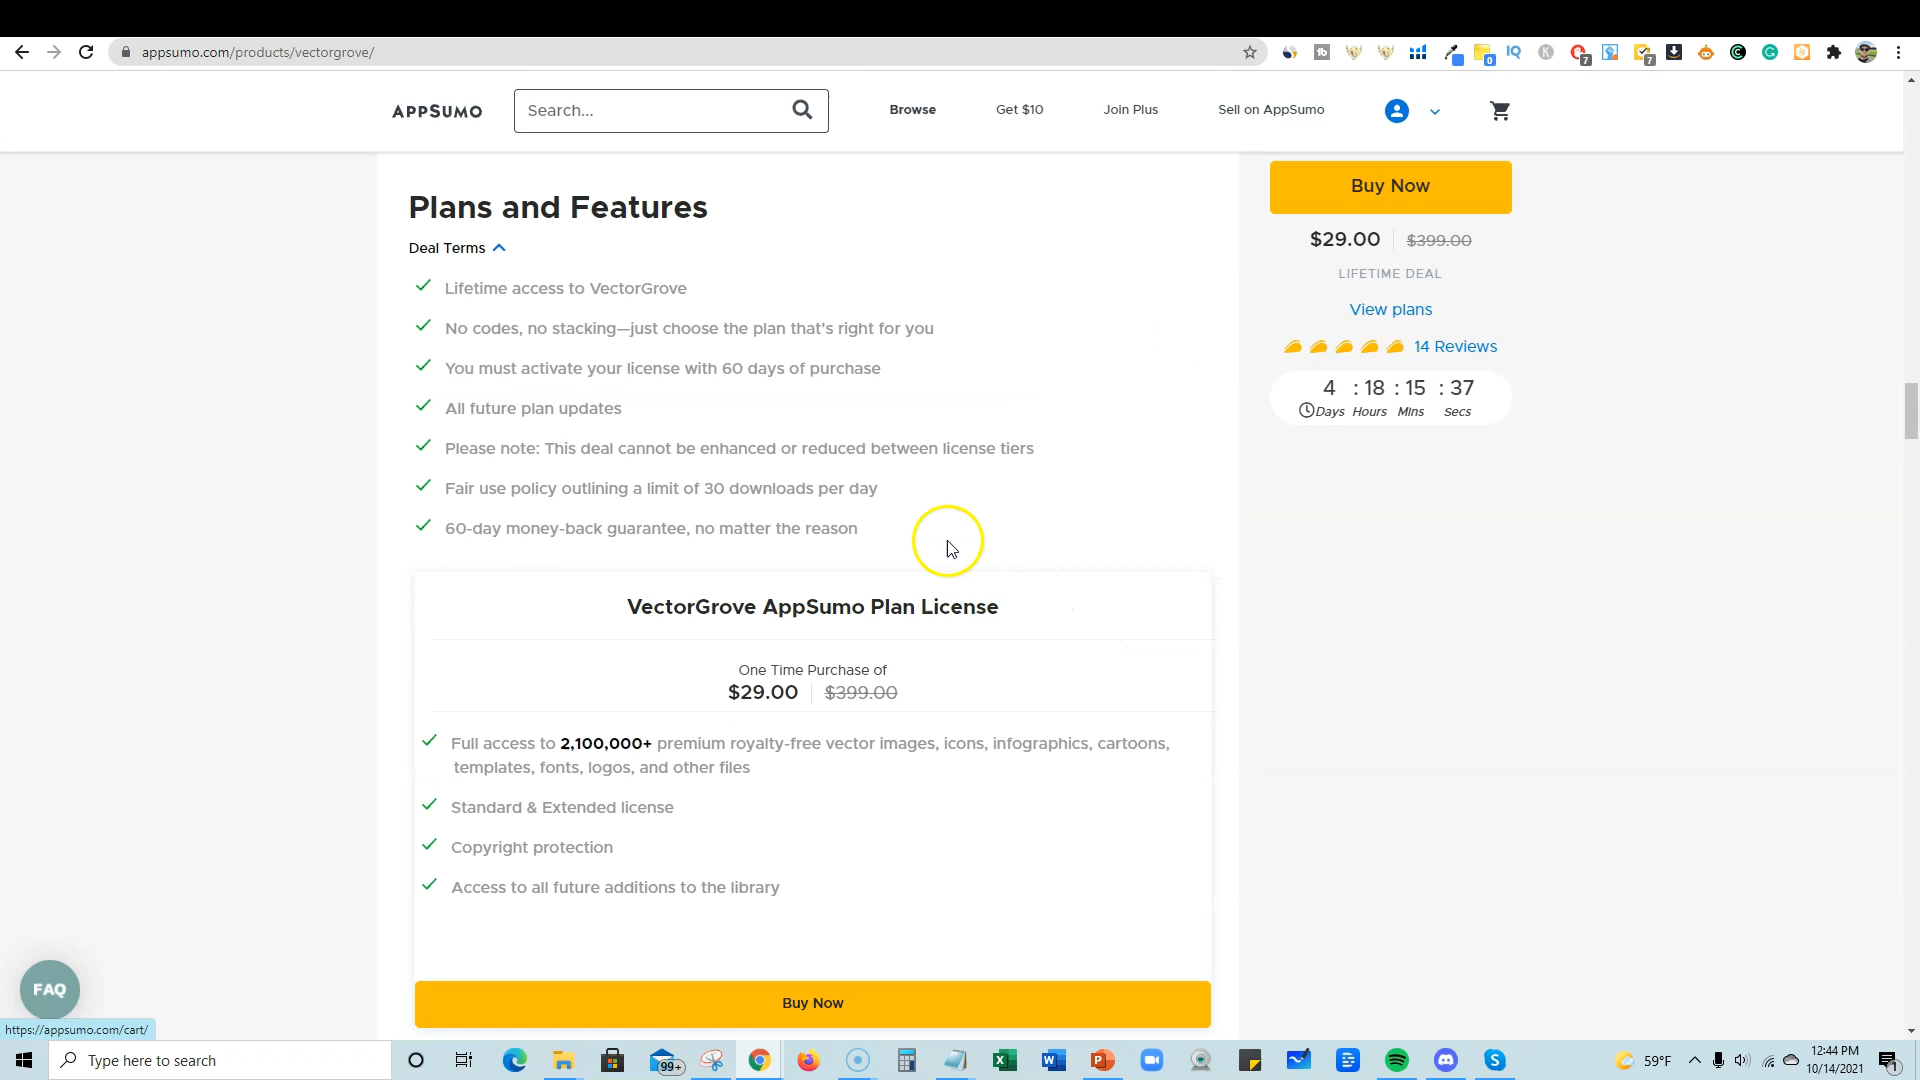 appsumo.com/products/vectorgrove/
APPSUMO
Search...
Browse
Get $10
Join Plus
Sell on AppSumo
Plans and Features
Deal Terms
Lifetime access to VectorGrove
No codes, no stacking—just choose the plan that's right for you
You must activate your license with 60 days of purchase
All future plan updates
Please note: This deal cannot be enhanced or reduced between license tiers
Fair use policy outlining a limit of 30 downloads per day
60-day money-back guarantee, no matter the reason
Buy Now
$29.00 $399.00
LIFETIME DEAL
View plans
14 Reviews
4 : 18 : 15 : 37
Days Hours Mins Secs
VectorGrove AppSumo Plan License
One Time Purchase of
$29.00 $399.00
Full access to 2,100,000+ premium royalty-free vector images, icons, infographics, cartoons,
templates, fonts, logos, and other files
Standard & Extended license
Copyright protection
Access to all future additions to the library
Buy Now
FAQ
https://appsumo.com/cart/
Type here to search
99+
59°F
12:44 PM
10/14/2021